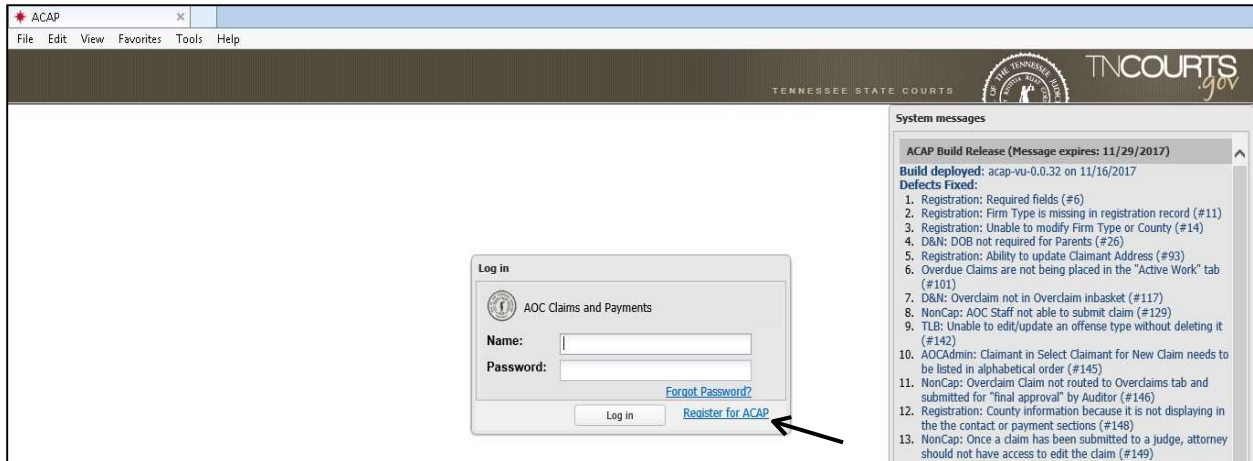 ACAP
File Edit View Favorites Tools Help
TENNESSEE STATE COURTS
TNCOURTS
.gov
System messages
ACAP Build Release (Message expires: 11/29/2017)
Build deployed: acap-vu-0.0.32 on 11/16/2017
Defects Fixed:
1. Registration: Required fields (#6)
2. Registration: Firm Type is missing in registration record (#11)
3. Registration: Unable to modify Firm Type or County (#14)
4. D&N: DOB not required for Parents (#26)
5. Registration: Ability to update Claimant Address (#93)
6. Overdue Claims are not being placed in the "Active Work" tab
(#101)
7. D&N: Overclaim not in Overclaim inbasket (#117)
8. NonCap: AOC Staff not able to submit claim (#129)
9. TLB: Unable to edit/update an offense type without deleting it
(#142)
10. AOCAdmin: Claimant in Select Claimant for New Claim needs to
be listed in alphabetical order (#145)
11. NonCap: Overclaim Claim not routed to Overclaims tab and
submitted for "final approval" by Auditor (#146)
12. Registration: County information because it is not displaying in
the the contact or payment sections (#148)
13. NonCap: Once a claim has been submitted to a judge, attorney
should not have access to edit the claim (#149)
Log in
AOC Claims and Payments
Name:
Password:
Forgot Password?
Log in Register for ACAP